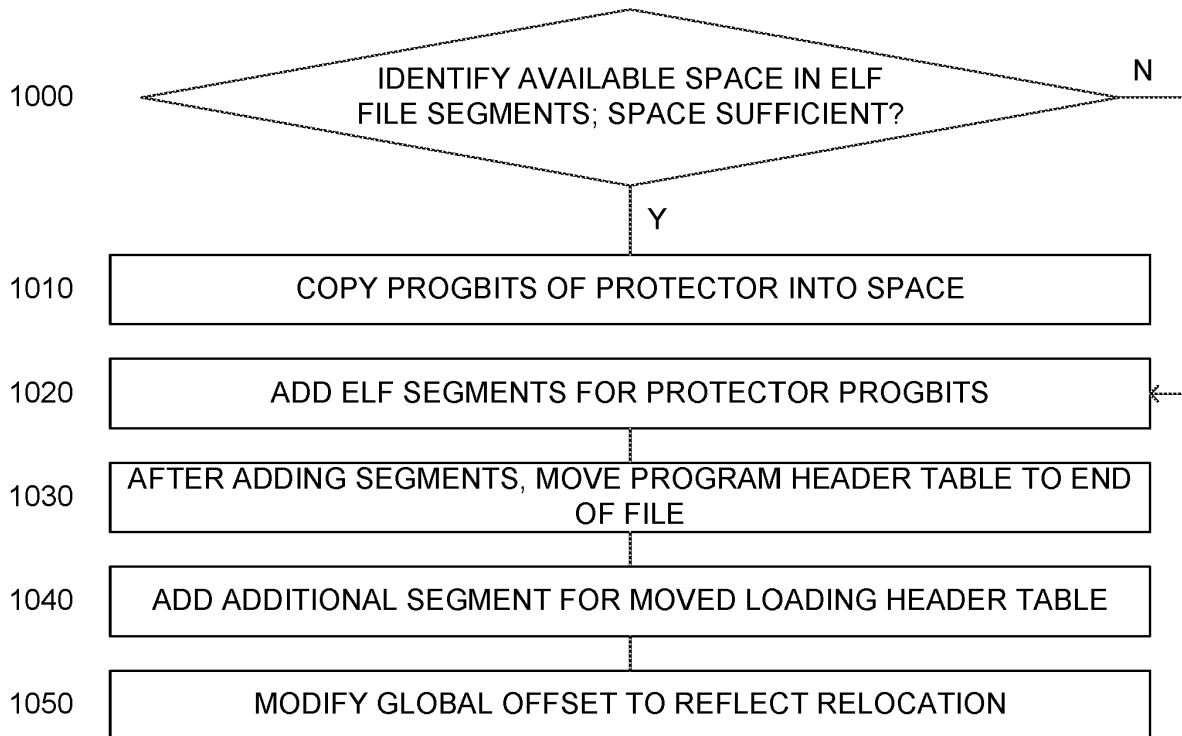 1000
IDENTIFY AVAILABLE SPACE IN ELF
FILE SEGMENTS; SPACE SUFFICIENT?
N
Y
1010
COPY PROGBITS OF PROTECTOR INTO SPACE
1020
ADD ELF SEGMENTS FOR PROTECTOR PROGBITS
1030
AFTER ADDING SEGMENTS, MOVE PROGRAM HEADER TABLE TO END
OF FILE
1040
ADD ADDITIONAL SEGMENT FOR MOVED LOADING HEADER TABLE
1050
MODIFY GLOBAL OFFSET TO REFLECT RELOCATION